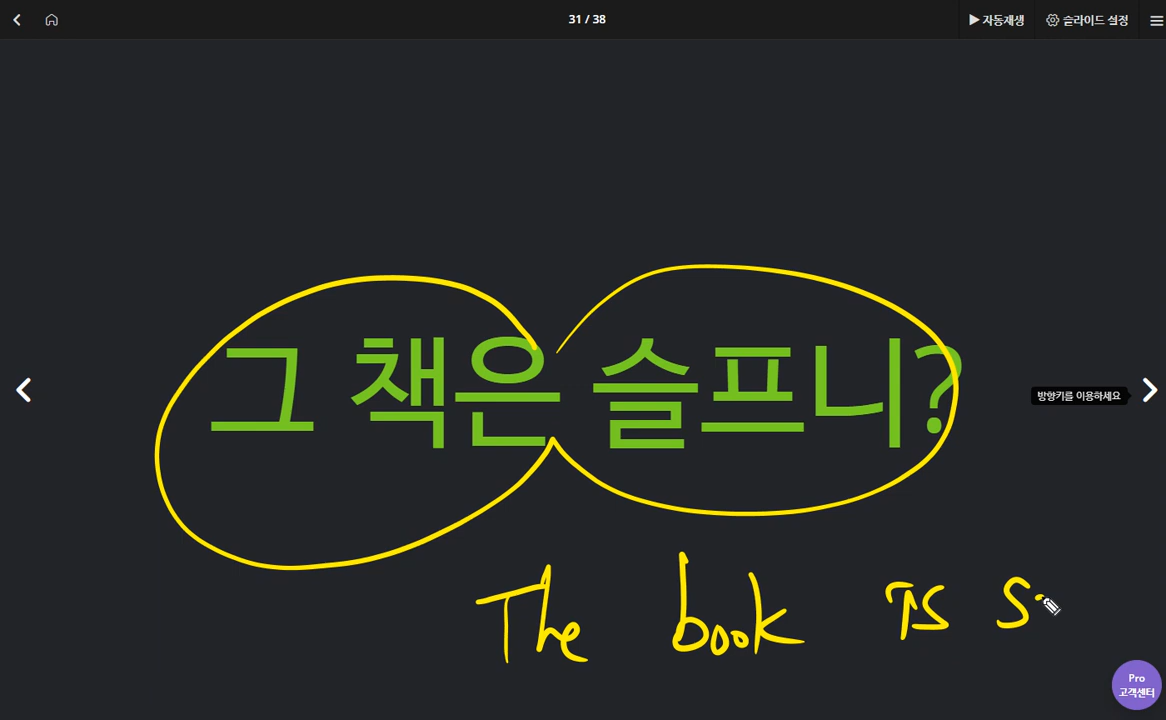 31 / 38
▶ 자동재생
슬라이드 설정
그 책은 슬프니?
방향키를 이용하세요
The book is s
Pro
고객센터